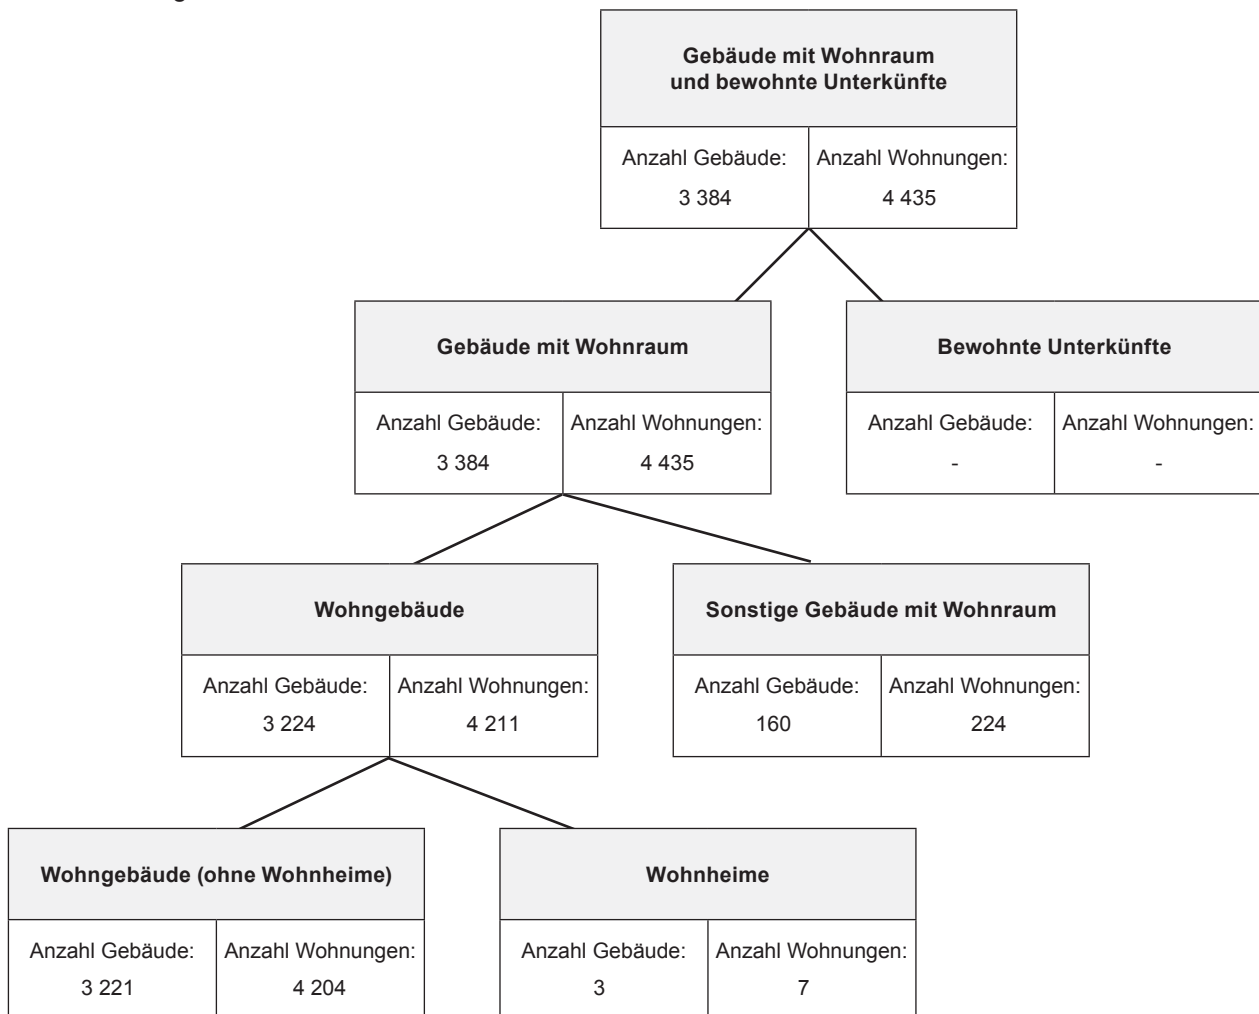 Gebäude mit Wohnraum
und bewohnte Unterkünfte
Anzahl Gebäude:
3 384
Anzahl Wohnungen:
4 435
Gebäude mit Wohnraum
Anzahl Gebäude:
3 384
Anzahl Wohnungen:
4 435
Bewohnte Unterkünfte
Anzahl Gebäude:
-
Anzahl Wohnungen:
-
Wohngebäude
Anzahl Gebäude:
3 224
Anzahl Wohnungen:
4 211
Sonstige Gebäude mit Wohnraum
Anzahl Gebäude:
160
Anzahl Wohnungen:
224
Wohngebäude (ohne Wohnheime)
Anzahl Gebäude:
3 221
Anzahl Wohnungen:
4 204
Wohnheime
Anzahl Gebäude:
3
Anzahl Wohnungen:
7